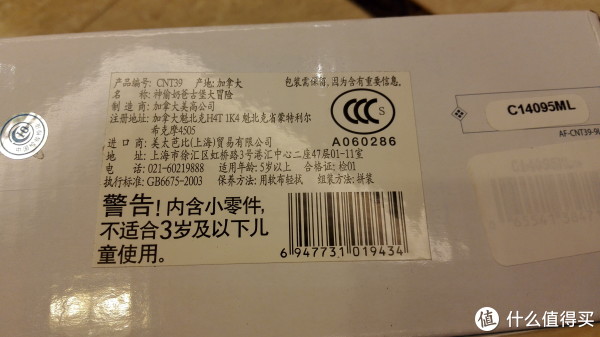 产品编号: CNT39 产地: 加拿大 包装需保留,因为含有重要信息。
名 称: 神偷奶爸古堡大冒险
制 造 商: 加拿大美高公司
注册地址: 加拿大魁北克H4T 1K4 魁北克省蒙特利尔
希克摩4505
进 口 商: 美太芭比(上海)贸易有限公司
地 址: 上海市徐汇区虹桥路3号港汇中心二座47层01-11室
电 话: 021-60219888 适用年龄: 5岁以上 合格证: 检01
执行标准: GB6675-2003 保养方法: 用软布轻拭 组装方法: 拼装
CCC S
A060286
警告! 内含小零件,
不适合3岁及以下儿
童使用。
6 947731 019434
C14095ML
值 什么值得买